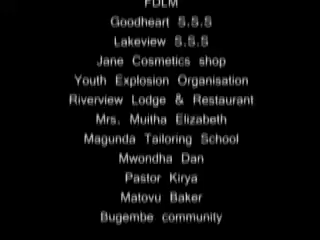 FDLM
Goodheart S.S.S
Lakeview S.S.S
Jane Cosmetics shop
Youth Explosion Organisation
Riverview Lodge & Restaurant
Mrs. Muitha Elizabeth
Magunda Tailoring School
Mwondha Dan
Pastor Kirya
Matovu Baker
Bugembe community